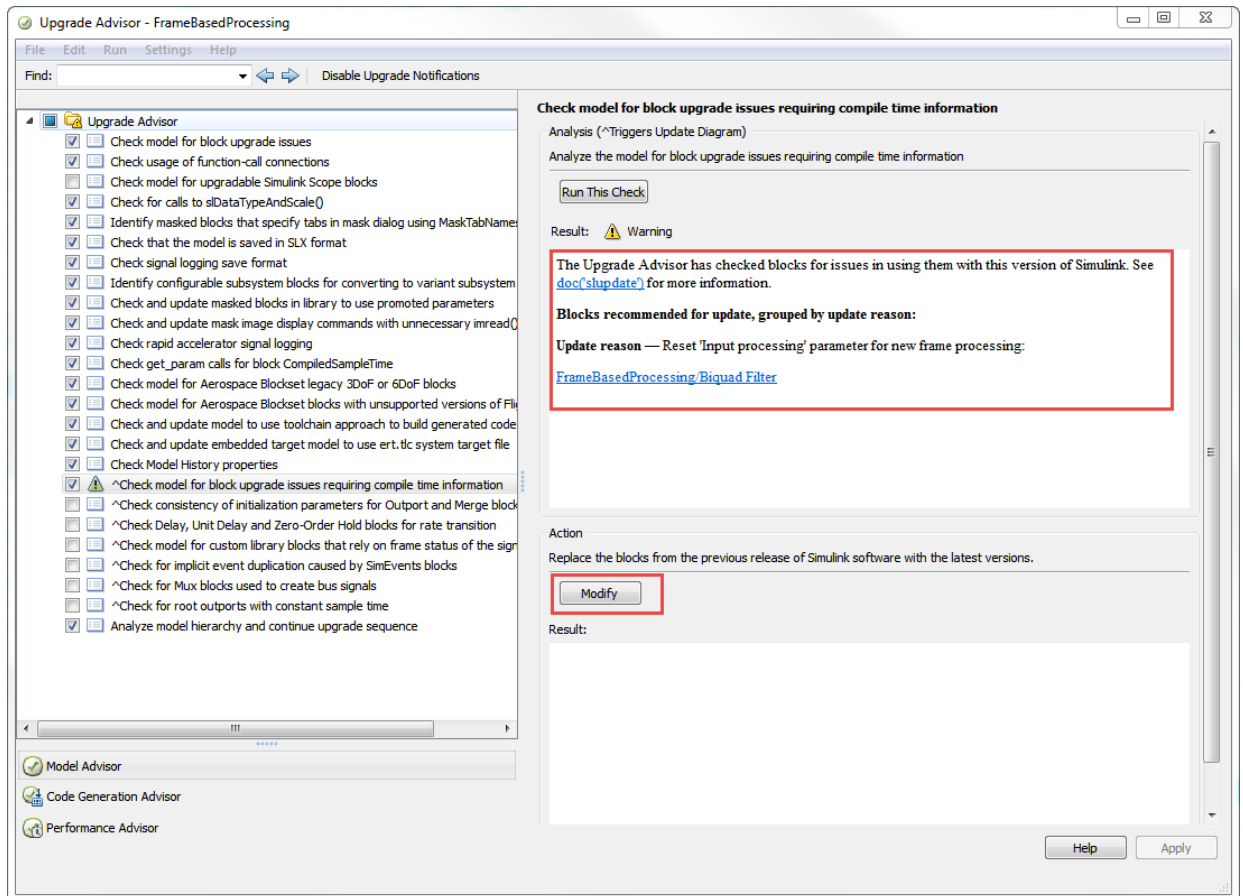 Upgrade Advisor - FrameBasedProcessing
File Edit Run Settings Help
Find:
Disable Upgrade Notifications
Upgrade Advisor
Check model for block upgrade issues
Check usage of function-call connections
Check model for upgradable Simulink Scope blocks
Check for calls to slDataTypeAndScale()
Identify masked blocks that specify tabs in mask dialog using MaskTabNames
Check that the model is saved in SLX format
Check signal logging save format
Identify configurable subsystem blocks for converting to variant subsystem
Check and update masked blocks in library to use promoted parameters
Check and update mask image display commands with unnecessary imread()
Check rapid accelerator signal logging
Check get_param calls for block CompiledSampleTime
Check model for Aerospace Blockset legacy 3DoF or 6DoF blocks
Check model for Aerospace Blockset blocks with unsupported versions of Fli
Check and update model to use toolchain approach to build generated code
Check and update embedded target model to use ert.tlc system target file
Check Model History properties
^Check model for block upgrade issues requiring compile time information
^Check consistency of initialization parameters for Outport and Merge block
^Check Delay, Unit Delay and Zero-Order Hold blocks for rate transition
^Check model for custom library blocks that rely on frame status of the sign
^Check for implicit event duplication caused by SimEvents blocks
^Check for Mux blocks used to create bus signals
^Check for root outports with constant sample time
Analyze model hierarchy and continue upgrade sequence
Model Advisor
Code Generation Advisor
Performance Advisor
Check model for block upgrade issues requiring compile time information
Analysis (^Triggers Update Diagram)
Analyze the model for block upgrade issues requiring compile time information
Run This Check
Result: Warning
The Upgrade Advisor has checked blocks for issues in using them with this version of Simulink. See
doc('slupdate') for more information.
Blocks recommended for update, grouped by update reason:
Update reason — Reset 'Input processing' parameter for new frame processing:
FrameBasedProcessing/Biquad Filter
Action
Replace the blocks from the previous release of Simulink software with the latest versions.
Modify
Result:
Help
Apply